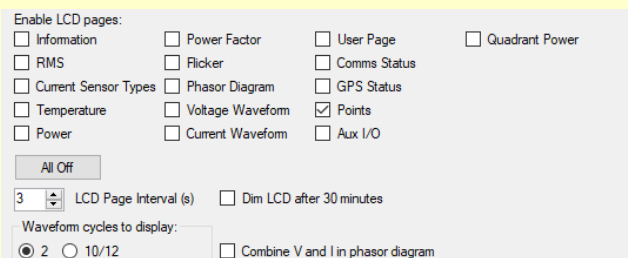 Enable LCD pages:
Information Power Factor User Page Quadrant Power
RMS Flicker Comms Status
Current Sensor Types Phasor Diagram GPS Status
Temperature Voltage Waveform Points
Power Current Waveform Aux I/O
All Off
3 LCD Page Interval (s) Dim LCD after 30 minutes
Waveform cycles to display:
2 10/12 Combine V and I in phasor diagram